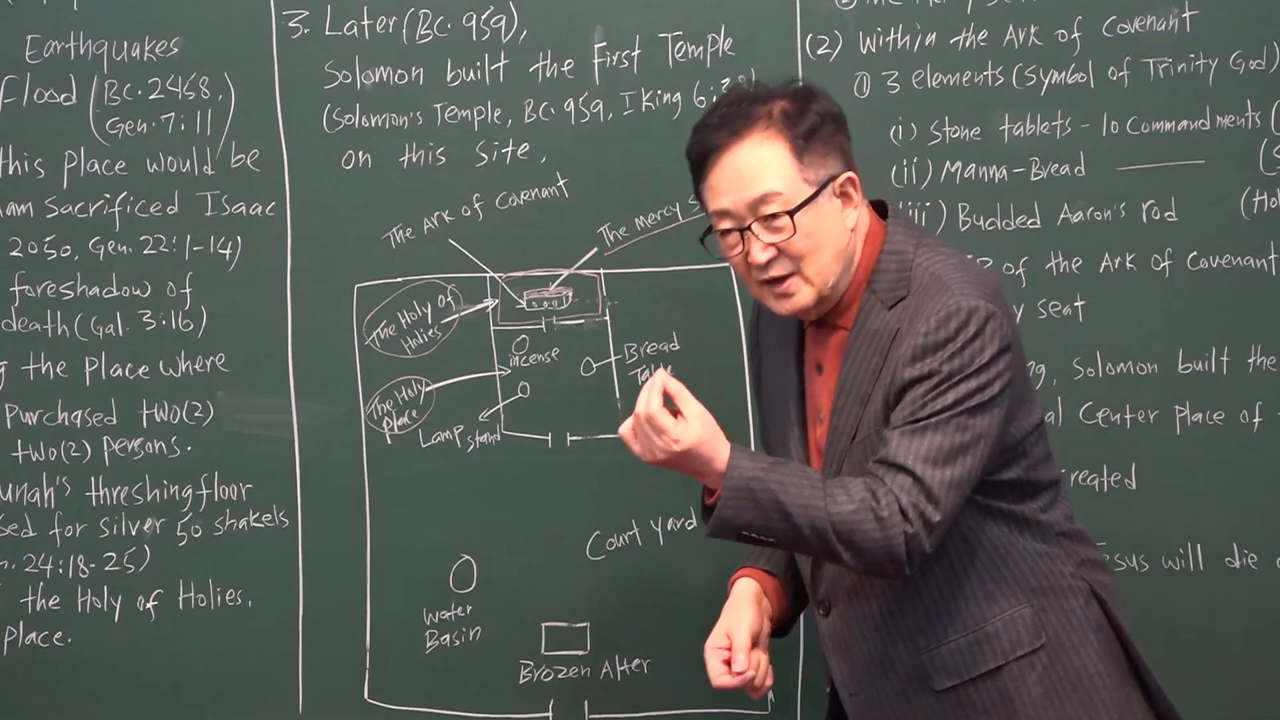 Earthquakes
Flood (BC. 2468,
Gen. 7:11)
this place would be
am Sacrificed Isaac
2050, Gen. 22:1-14)
foreshadow of
death (Gal. 3:16)
the place where
Purchased two(2)
two(2) persons.
unah's threshingfloor
sed for silver 50 shakels
24:18-25)
the Holy of Holies.
place.
3. Later (BC. 959),
Solomon built the First Temple
(Solomon's Temple, BC. 959, I King 6:
on this site,
The Ark of Covenant
The Mercy
The Holy of
Holies
incense
Bread
The Holy
place
Lamp stand
Court yard
Water
Basin
Brozen Alter
(2) Within the Ark of Covenant
① 3 elements (Symbol of Trinity God)
(i) Stone tablets - 10 Commandments (
(ii) Manna-Bread
(iii) Budded Aaron's rod (Hol
of the Ark of Covenant
y seat
ng, Solomon built the
al Center Place of
reated
esus will die